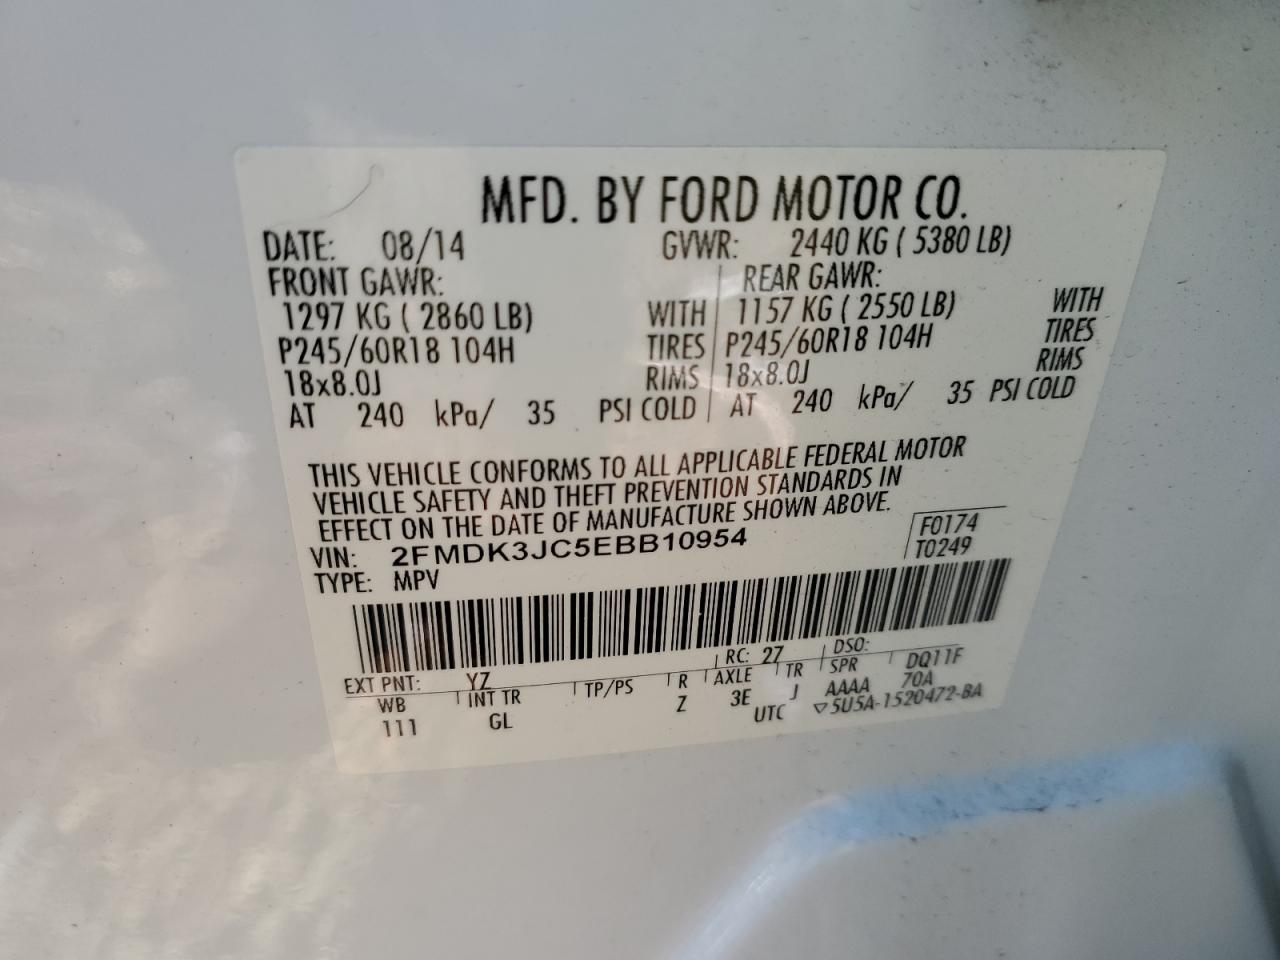 MFD. BY FORD MOTOR CO.
DATE: 08/14 GVWR: 2440 KG ( 5380 LB)
FRONT GAWR: REAR GAWR:
1297 KG ( 2860 LB) WITH 1157 KG ( 2550 LB) WITH
P245/60R18 104H TIRES P245/60R18 104H TIRES
18x8.0J RIMS 18x8.0J RIMS
AT 240 kPa/ 35 PSI COLD AT 240 kPa/ 35 PSI COLD
THIS VEHICLE CONFORMS TO ALL APPLICABLE FEDERAL MOTOR
VEHICLE SAFETY AND THEFT PREVENTION STANDARDS IN
EFFECT ON THE DATE OF MANUFACTURE SHOWN ABOVE.
F0174
VIN: 2FMDK3JC5EBB10954 T0249
TYPE: MPV
EXT PNT: YZ RC: 27 DSO:
WB INT TR TP/PS R AXLE TR SPR DQ11F
111 GL Z 3E J AAAA 70A
UTC ▽5U5A-1520472-BA